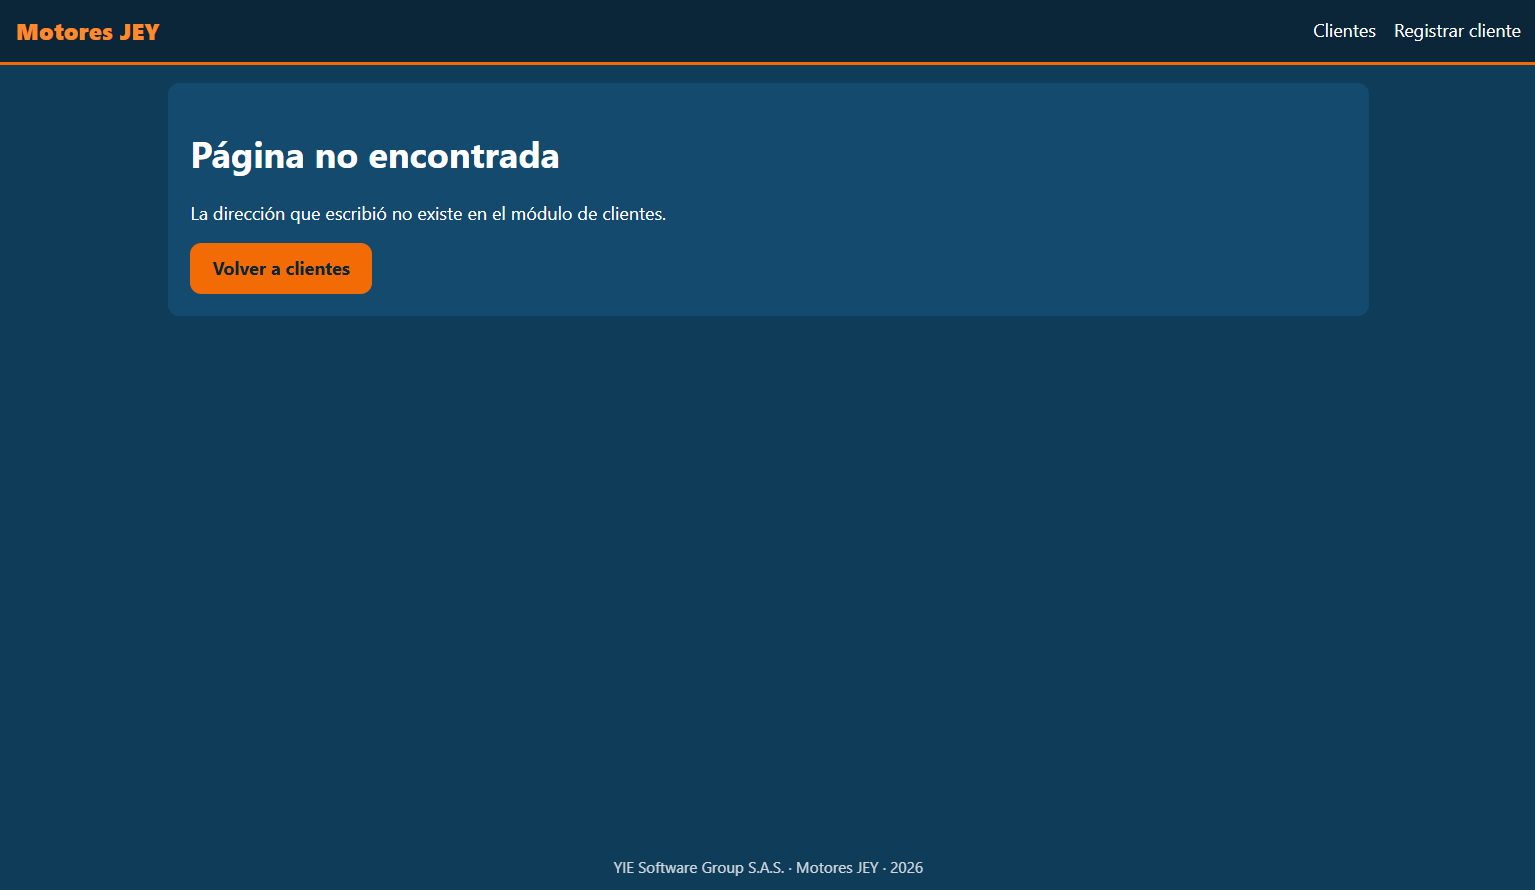 Motores JEY
Clientes
Registrar cliente
Página no encontrada
La dirección que escribió no existe en el módulo de clientes.
Volver a clientes
YIE Software Group S.A.S. · Motores JEY · 2026